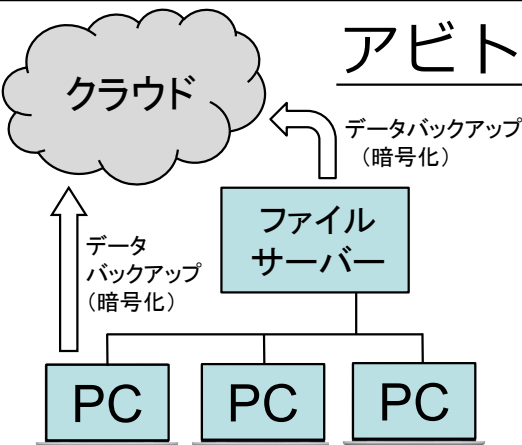 アビト
クラウド
データバックアップ
（暗号化）
ファイル
サーバー
データ
バックアップ
（暗号化）
PC
PC
PC